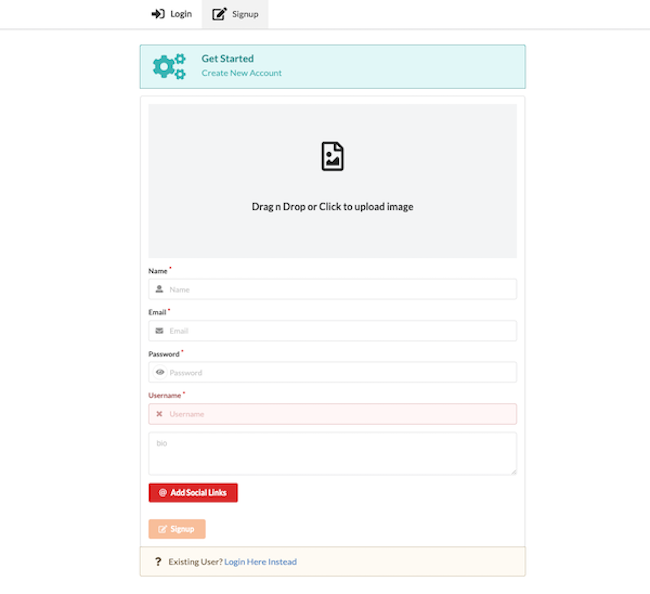 Login
Signup
Get Started
Create New Account
Drag n Drop or Click to upload image
Name *
Name
Email *
Email
Password *
Password
Username *
Username
bio
@ Add Social Links
Signup
? Existing User? Login Here Instead